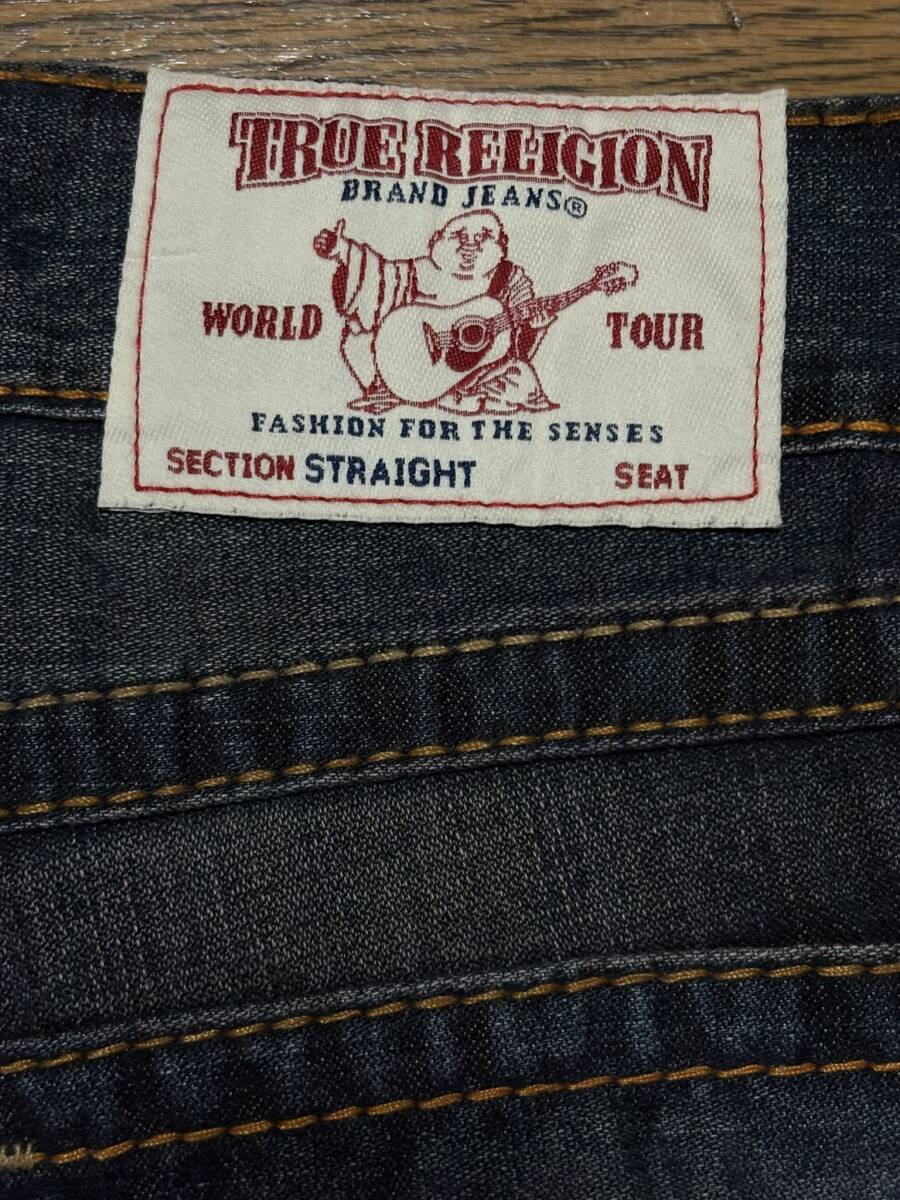 TRUE RELIGION
BRAND JEANS®
WORLD TOUR
FASHION FOR THE SENSES
SECTION STRAIGHT SEAT